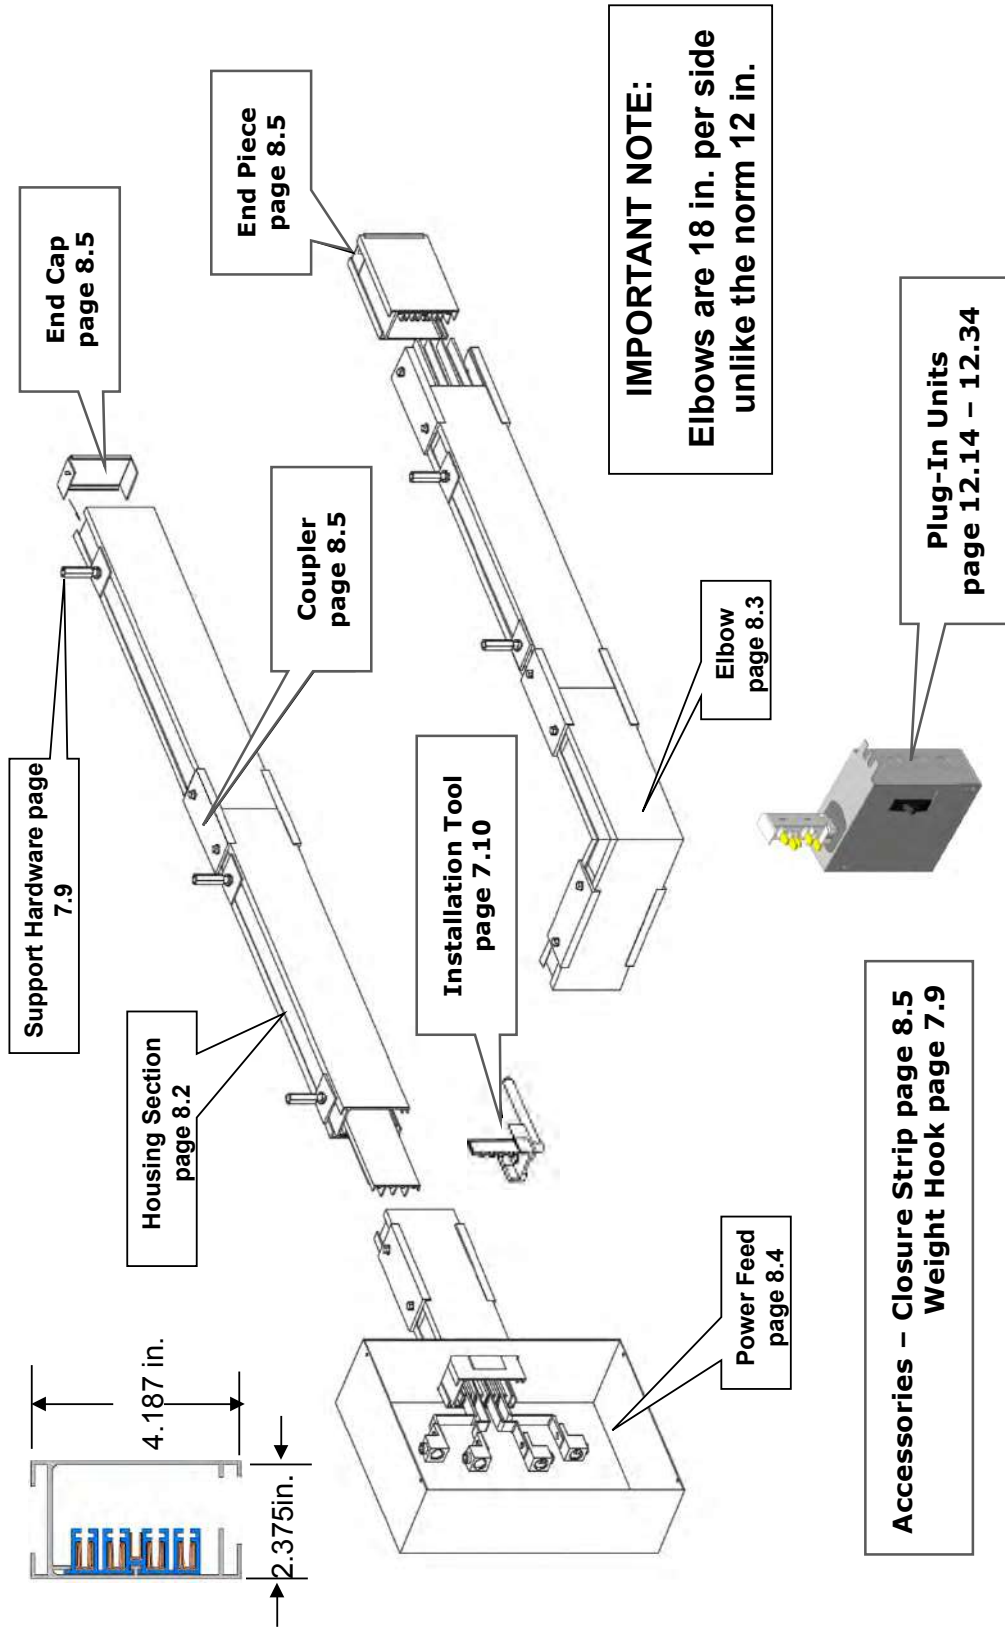 Support Hardware page
7.9
End Cap
page 8.5
End Piece
page 8.5
Housing Section
page 8.2
Coupler
page 8.5
4.187 in.
2.375in.
Installation Tool
page 7.10
IMPORTANT NOTE:
Elbows are 18 in. per side
unlike the norm 12 in.
Elbow
page 8.3
Power Feed
page 8.4
Plug-In Units
page 12.14 – 12.34
Accessories – Closure Strip page 8.5
Weight Hook page 7.9